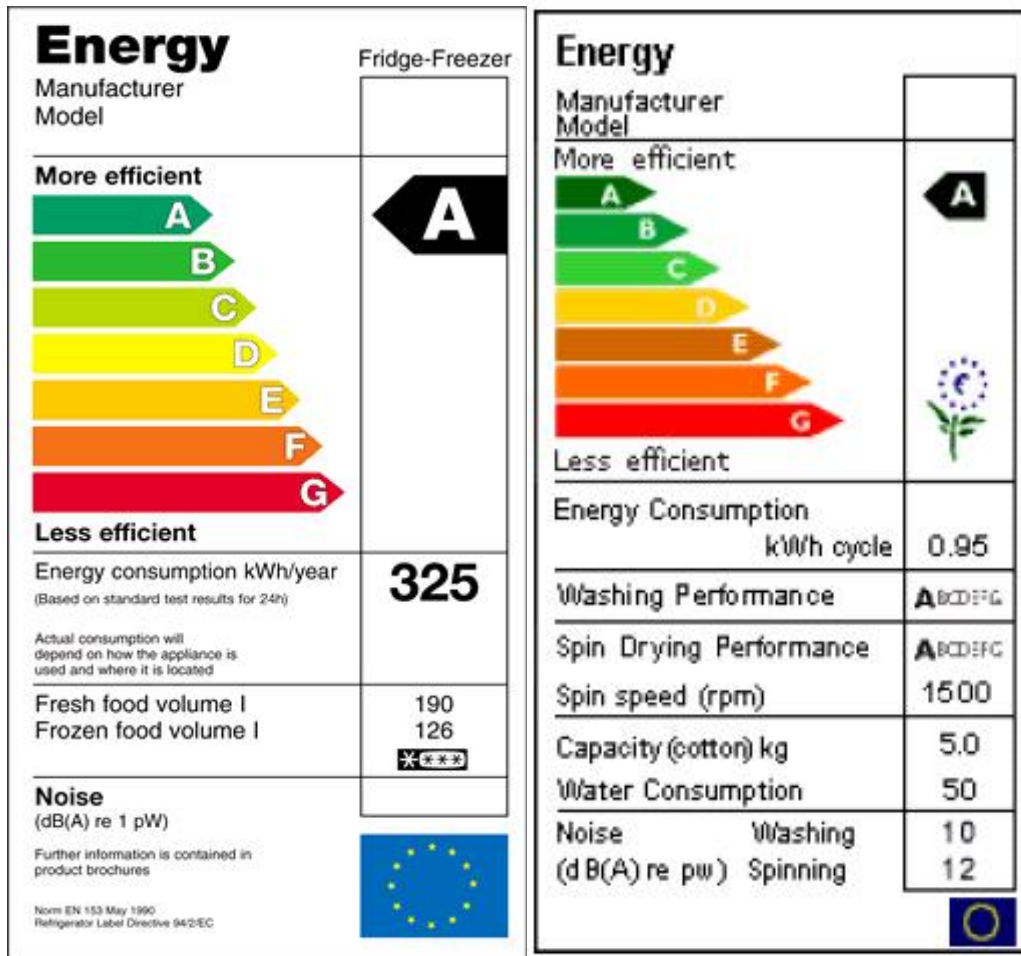 Energy
Fridge-Freezer
Manufacturer
Model
More efficient
A
A
B
C
D
E
F
G
Less efficient
Energy consumption kWh/year
325
(Based on standard test results for 24h)
Actual consumption will
depend on how the appliance is
used and where it is located
Fresh food volume l 190
Frozen food volume l 126
Noise
(dB(A) re 1 pW)
Further information is contained in
product brochures
Norm EN 153 May 1990
Refrigerator Label Directive 94/2/EC
Energy
Manufacturer
Model
More efficient
A
A
B
C
D
E
F
G
Less efficient
Energy Consumption
kWh cycle 0.95
Washing Performance ABCDEFG
Spin Drying Performance ABCDEFG
Spin speed (rpm) 1500
Capacity (cotton) kg 5.0
Water Consumption 50
Noise Washing 10
(dB(A) re pw) Spinning 12